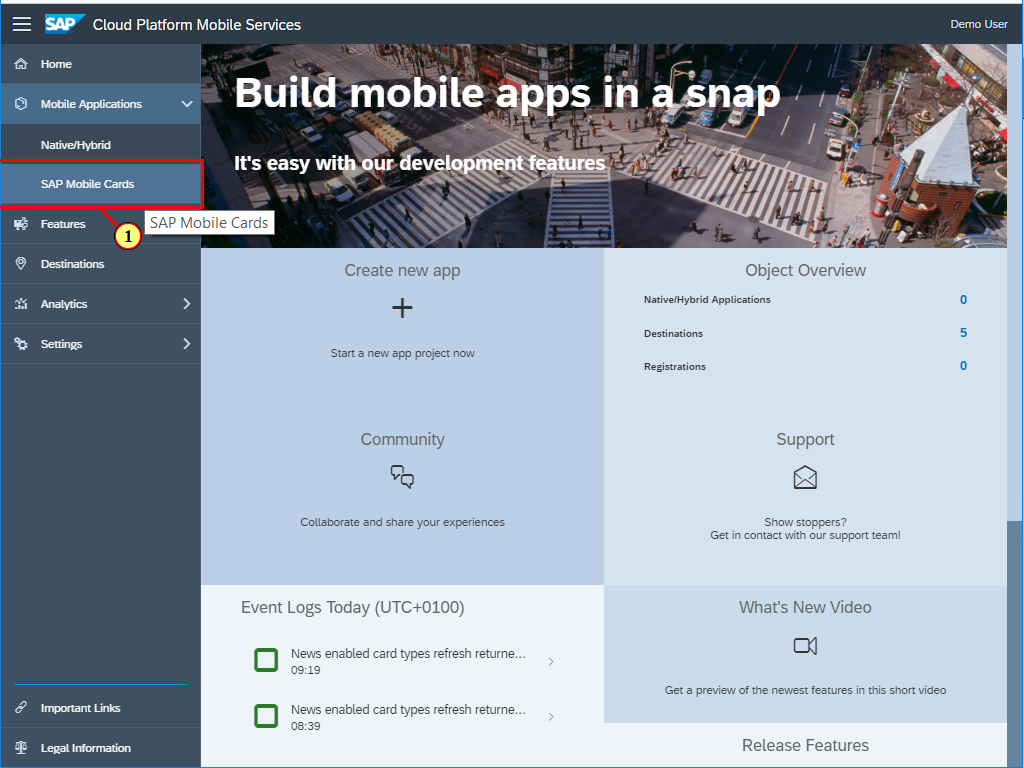 SAP Cloud Platform Mobile Services
Demo User
Home
Mobile Applications
Native/Hybrid
SAP Mobile Cards
Features
1
SAP Mobile Cards
Destinations
Analytics
Settings
Important Links
Legal Information
Build mobile apps in a snap
It's easy with our development features
Create new app
Start a new app project now
Object Overview
Native/Hybrid Applications 0
Destinations 5
Registrations 0
Community
Collaborate and share your experiences
Support
Show stoppers?
Get in contact with our support team!
Event Logs Today (UTC+0100)
News enabled card types refresh returne...
09:19
News enabled card types refresh returne...
08:39
What's New Video
Get a preview of the newest features in this short video
Release Features